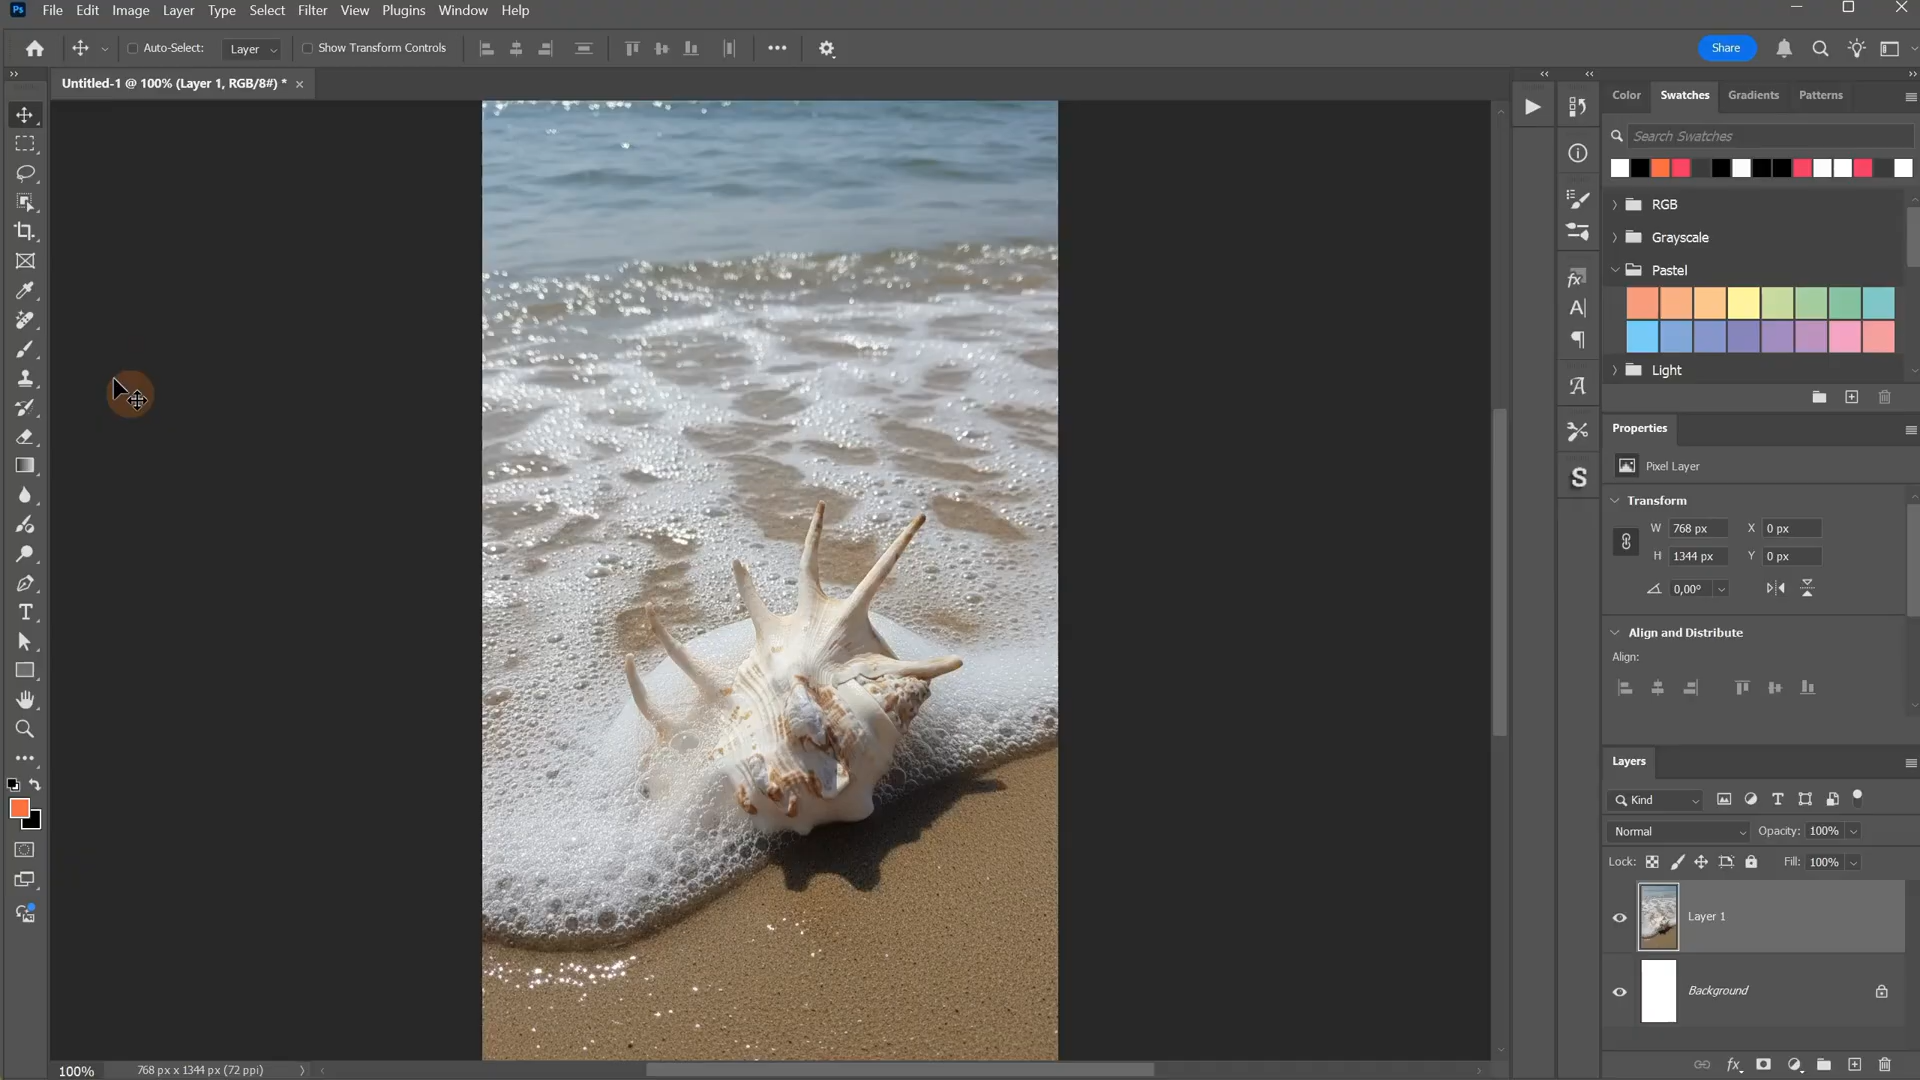 Ps File Edit Image Layer Type Select Filter View Plugins Window Help
Auto-Select: Layer Show Transform Controls Share
Untitled-1 @ 100% (Layer 1, RGB/8#) *
Color Swatches Gradients Patterns
Search Swatches
RGB
Grayscale
Pastel
Light
Properties
Pixel Layer
Transform
W 768 px X 0 px
H 1344 px Y 0 px
0,00°
Align and Distribute
Align:
Layers
Kind
Normal Opacity: 100%
Lock: Fill: 100%
Layer 1
Background
100% 768 px x 1344 px (72 ppi)